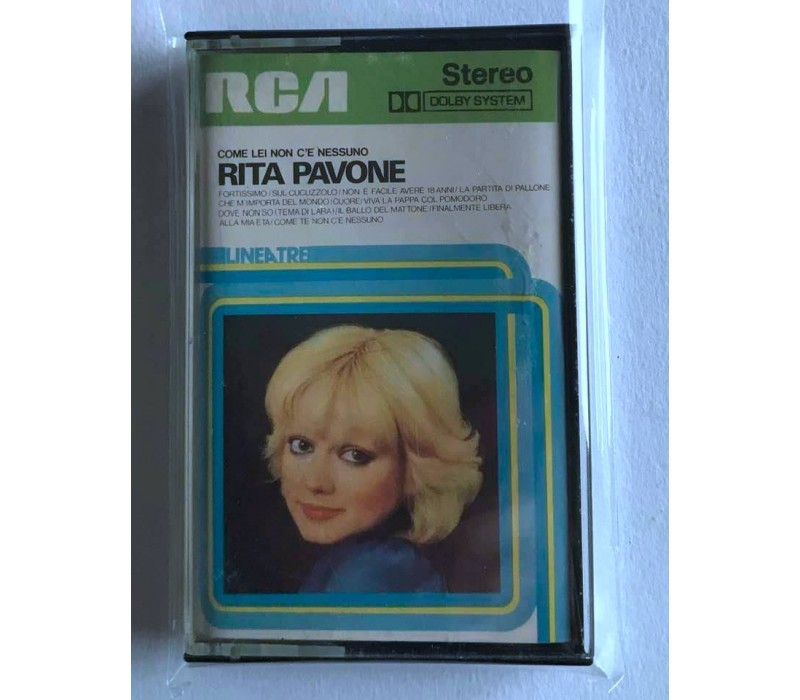 RCA
Stereo
DOLBY SYSTEM
COME LEI NON C'E NESSUNO
RITA PAVONE
FORTISSIMO/SUL CUCUZZOLO/NON E FACILE AVERE 18 ANNI/LA PARTITA DI PALLONE
CHE M'IMPORTA DEL MONDO/CUORE/VIVA LA PAPPA COL POMODORO
DOVE NON SO (TEMA DI LARA)/IL BALLO DEL MATTONE/FINALMENTE LIBERA
ALLA MIA ETA/COME TE NON C'E NESSUNO
LINEATRE